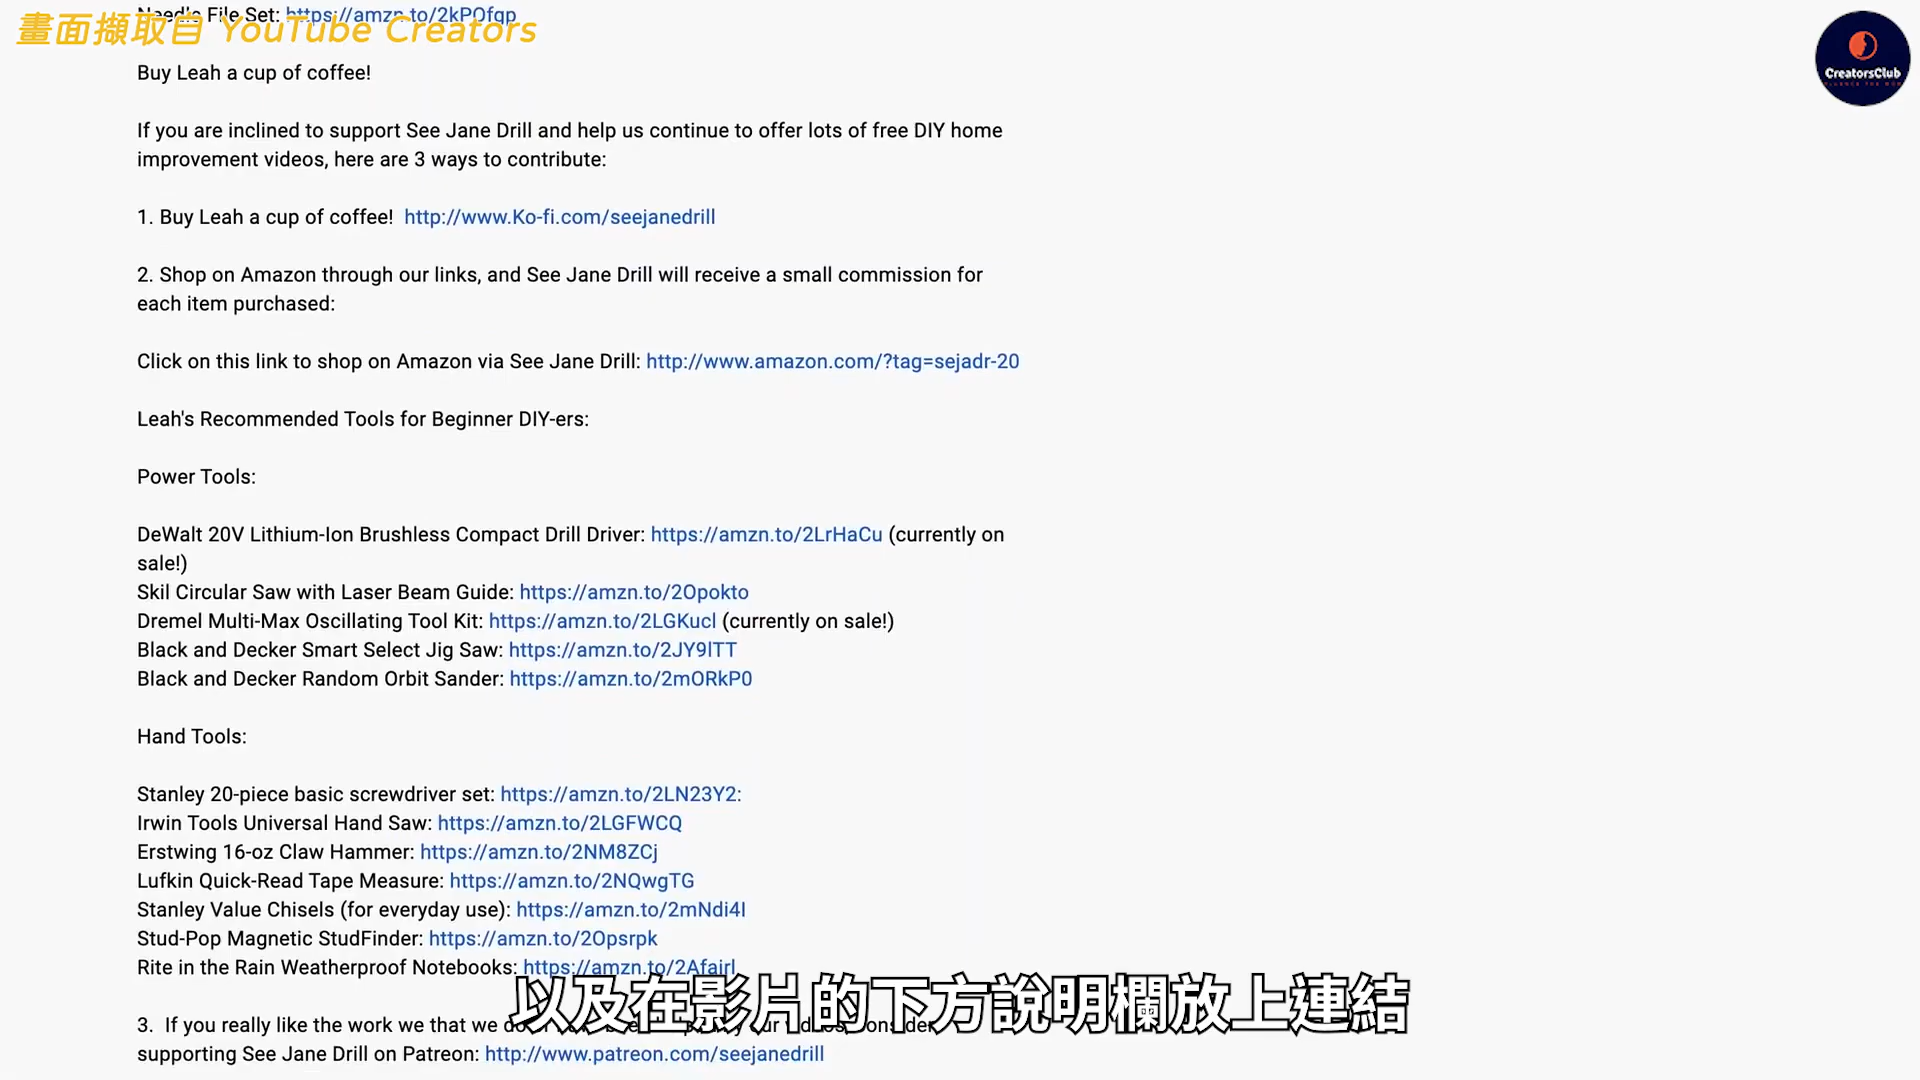 Needle File Set: https://amzn.to/2kPOfqp
畫面擷取自 YouTube Creators
CreatorsClub
Buy Leah a cup of coffee!
If you are inclined to support See Jane Drill and help us continue to offer lots of free DIY home
improvement videos, here are 3 ways to contribute:
1. Buy Leah a cup of coffee! http://www.Ko-fi.com/seejanedrill
2. Shop on Amazon through our links, and See Jane Drill will receive a small commission for
each item purchased:
Click on this link to shop on Amazon via See Jane Drill: http://www.amazon.com/?tag=sejadr-20
Leah's Recommended Tools for Beginner DIY-ers:
Power Tools:
DeWalt 20V Lithium-Ion Brushless Compact Drill Driver: https://amzn.to/2LrHaCu (currently on
sale!)
Skil Circular Saw with Laser Beam Guide: https://amzn.to/2Opokto
Dremel Multi-Max Oscillating Tool Kit: https://amzn.to/2LGKucl (currently on sale!)
Black and Decker Smart Select Jig Saw: https://amzn.to/2JY9lTT
Black and Decker Random Orbit Sander: https://amzn.to/2mORkP0
Hand Tools:
Stanley 20-piece basic screwdriver set: https://amzn.to/2LN23Y2:
Irwin Tools Universal Hand Saw: https://amzn.to/2LGFWCQ
Erstwing 16-oz Claw Hammer: https://amzn.to/2NM8ZCj
Lufkin Quick-Read Tape Measure: https://amzn.to/2NQwgTG
Stanley Value Chisels (for everyday use): https://amzn.to/2mNdi4I
Stud-Pop Magnetic StudFinder: https://amzn.to/2Opsrpk
Rite in the Rain Weatherproof Notebooks: https://amzn.to/2Afairl
以及在影片的下方說明欄放上連結
3. If you really like the work we that we
supporting See Jane Drill on Patreon: http://www.patreon.com/seejanedrill